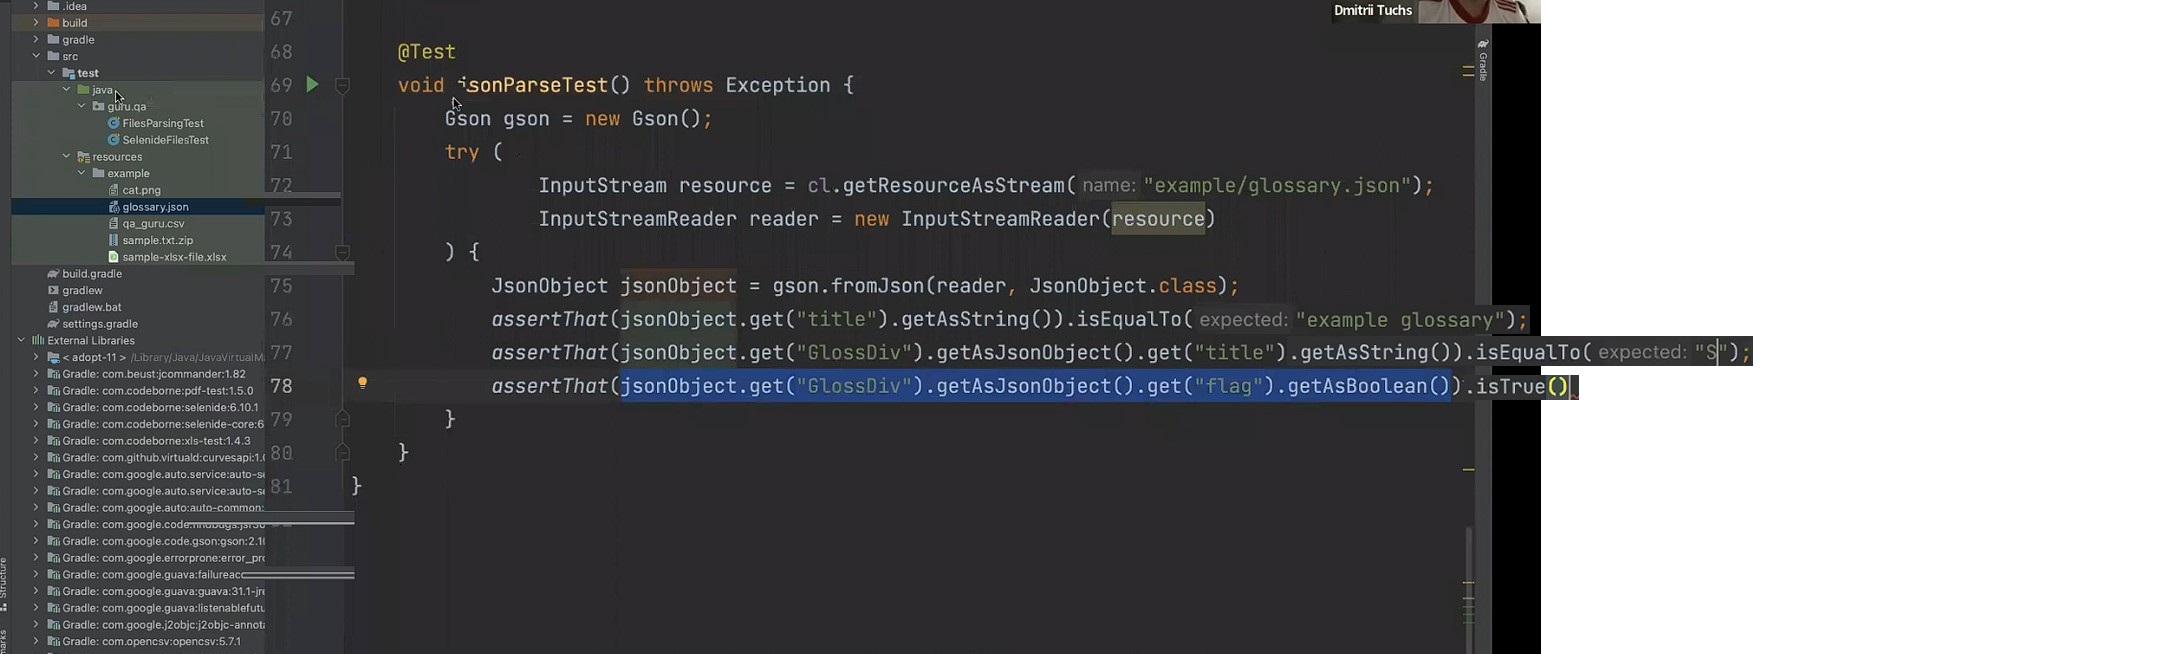 .idea
build
gradle
src
test
java
guru.qa
FilesParsingTest
SelenideFilesTest
resources
example
cat.png
glossary.json
qa_guru.csv
sample.txt.zip
sample-xlsx-file.xlsx
build.gradle
gradlew
gradlew.bat
settings.gradle
External Libraries
< adopt-11 > /Library/Java/JavaVirtualM
Gradle: com.beust:jcommander:1.82
Gradle: com.codeborne:pdf-test:1.5.0
Gradle: com.codeborne:selenide:6.10.1
Gradle: com.codeborne:selenide-core:6
Gradle: com.codeborne:xls-test:1.4.3
Gradle: com.github.virtuald:curvesapi:1.
Gradle: com.google.auto.service:auto-se
Gradle: com.google.auto.service:auto-se
Gradle: com.google.auto:auto-common:
Gradle: com.google.code.findbugs:jsr30
Gradle: com.google.code.gson:gson:2.10
Gradle: com.google.errorprone:error_pro
Gradle: com.google.guava:failureacc
Gradle: com.google.guava:guava:31.1-jre
Gradle: com.google.guava:listenablefutu
Gradle: com.google.j2objc:j2objc-annota
Gradle: com.opencsv:opencsv:5.7.1
Structure
marks
Dmitrii Tuchs
Gradle
67
68 @Test
69 void jsonParseTest() throws Exception {
70 Gson gson = new Gson();
71 try (
72 InputStream resource = cl.getResourceAsStream( name: "example/glossary.json");
73 InputStreamReader reader = new InputStreamReader(resource)
74 ) {
75 JsonObject jsonObject = gson.fromJson(reader, JsonObject.class);
76 assertThat(jsonObject.get("title").getAsString()).isEqualTo( expected: "example glossary");
77 assertThat(jsonObject.get("GlossDiv").getAsJsonObject().get("title").getAsString()).isEqualTo( expected: "S");
78 assertThat(jsonObject.get("GlossDiv").getAsJsonObject().get("flag").getAsBoolean()).isTrue()
79 }
80 }
81 }